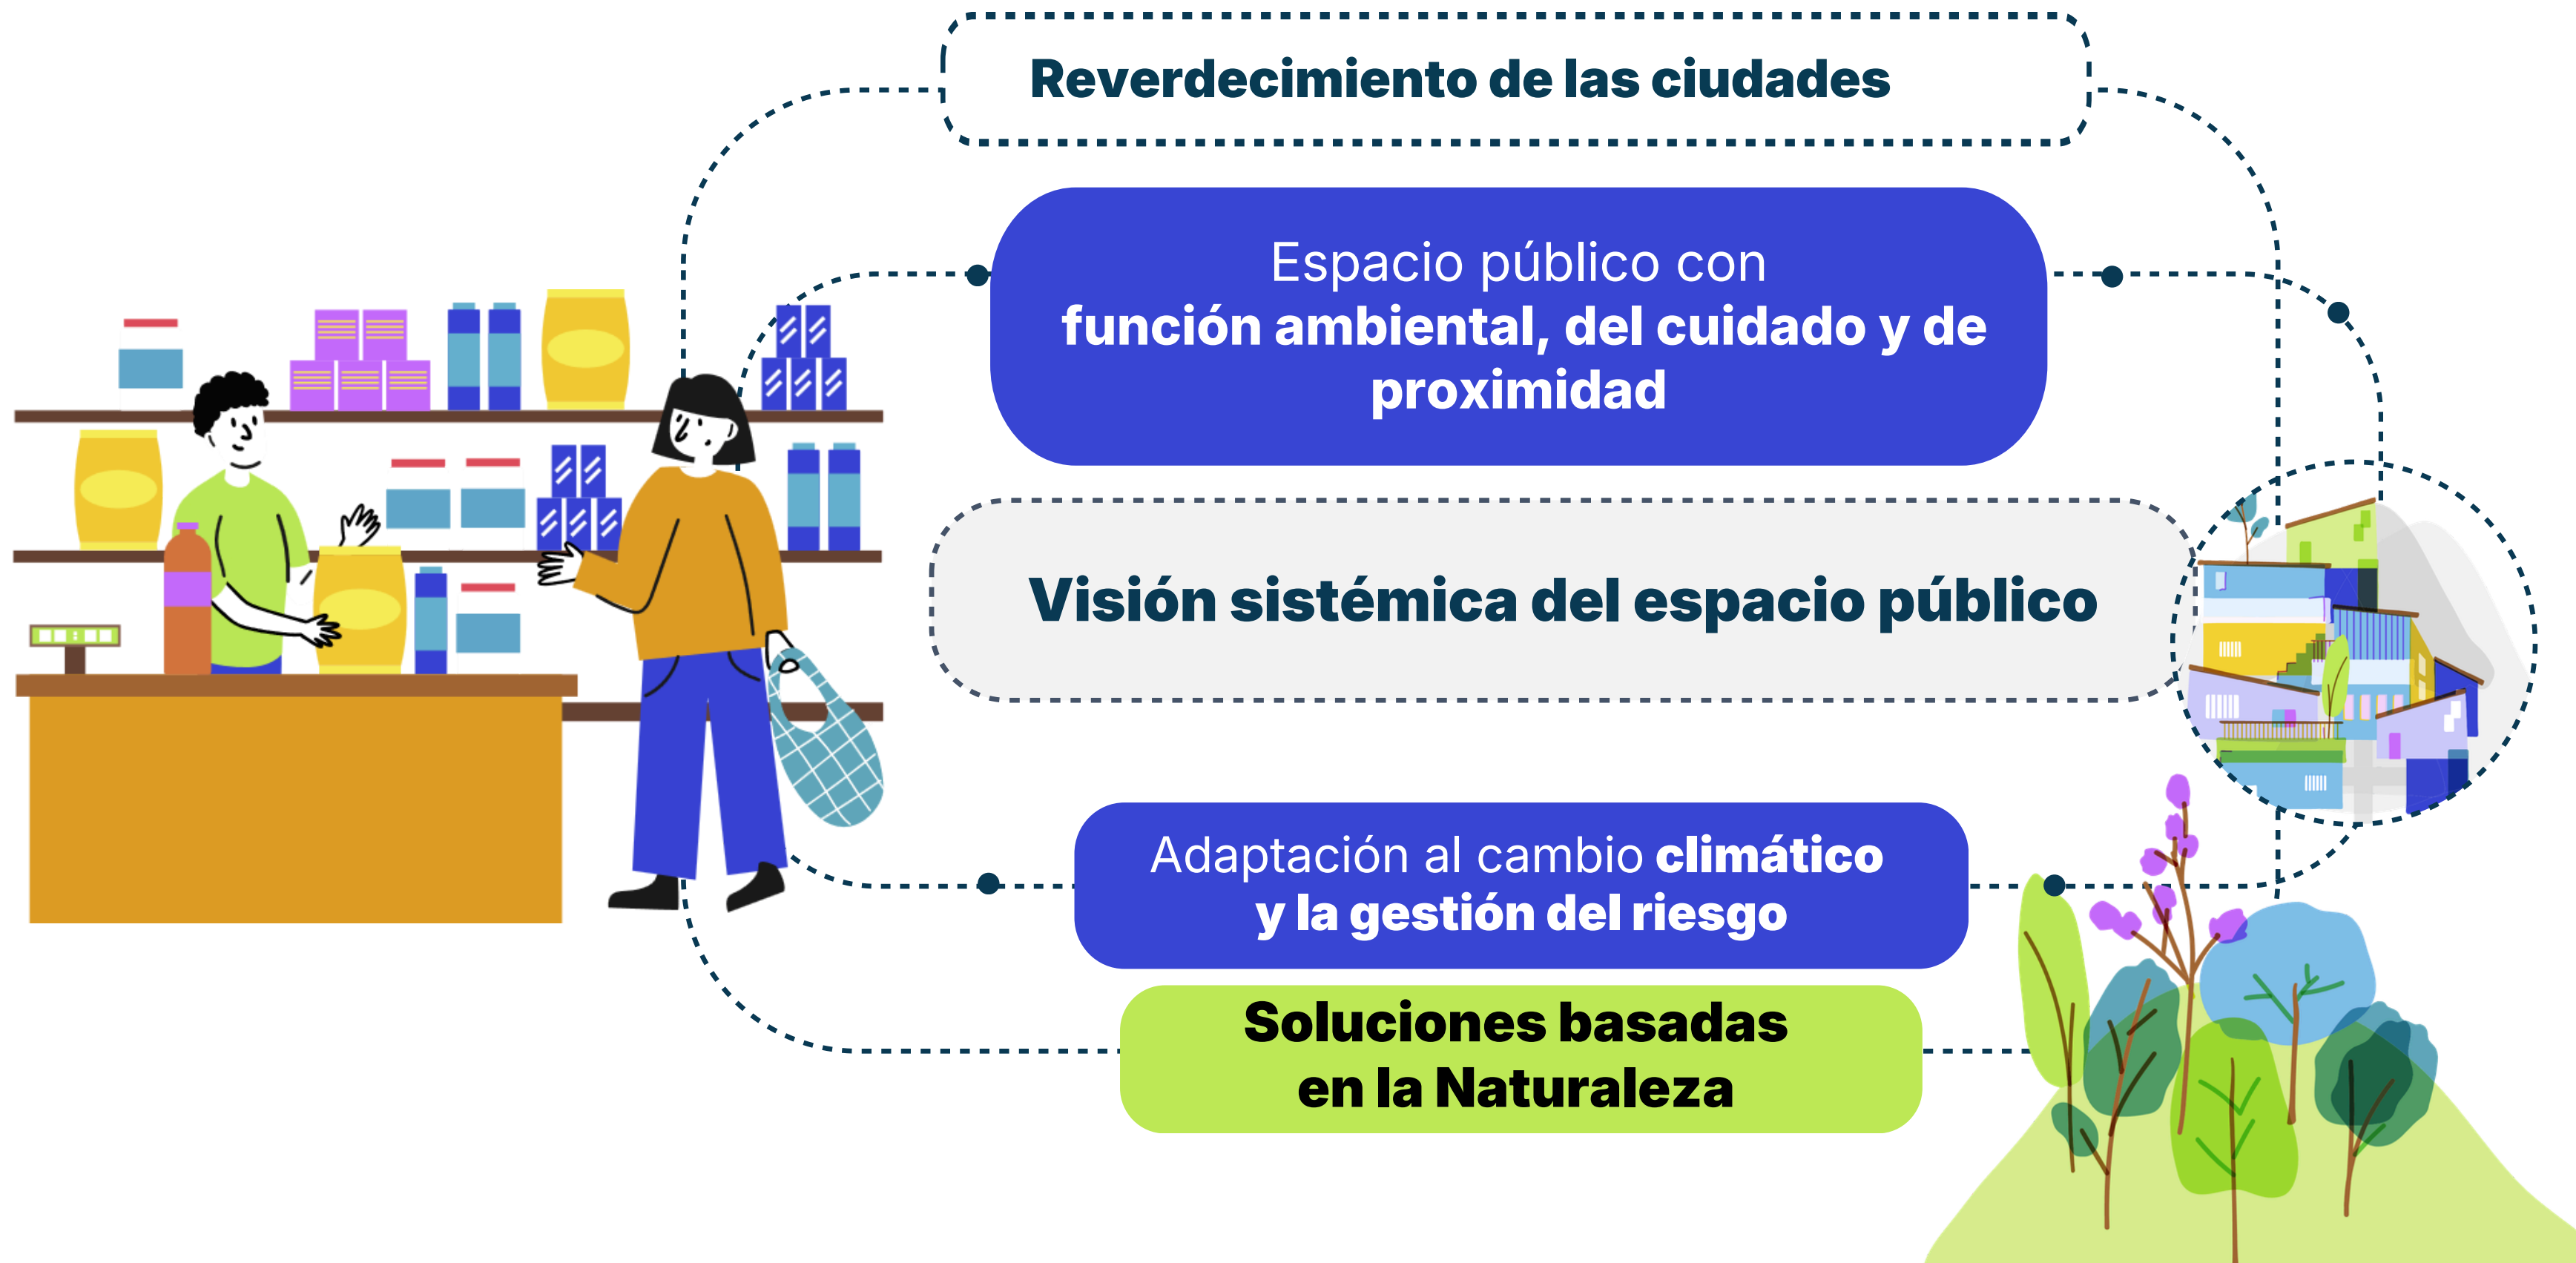 Reverdecimiento de las ciudades
Espacio público con
función ambiental, del cuidado y de
proximidad
Visión sistémica del espacio público
Adaptación al cambio climático
y la gestión del riesgo
Soluciones basadas
en la Naturaleza